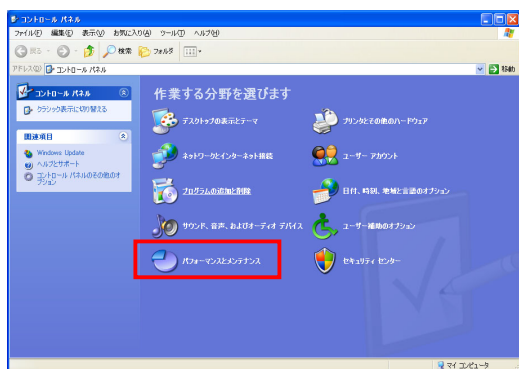 コントロール パネル
ファイル(F) 編集(E) 表示(V) お気に入り(A) ツール(T) ヘルプ(H)
戻る 検索 フォルダ
アドレス(D) コントロール パネル 移動
コントロール パネル
クラシック表示に切り替える
関連項目
Windows Update
ヘルプとサポート
コントロール パネルのその他のオプション
作業する分野を選びます
デスクトップの表示とテーマ
プリンタとその他のハードウェア
ネットワークとインターネット接続
ユーザー アカウント
プログラムの追加と削除
日付、時刻、地域と言語のオプション
サウンド、音声、およびオーディオ デバイス
ユーザー補助のオプション
パフォーマンスとメンテナンス
セキュリティ センター
マイ コンピュータ